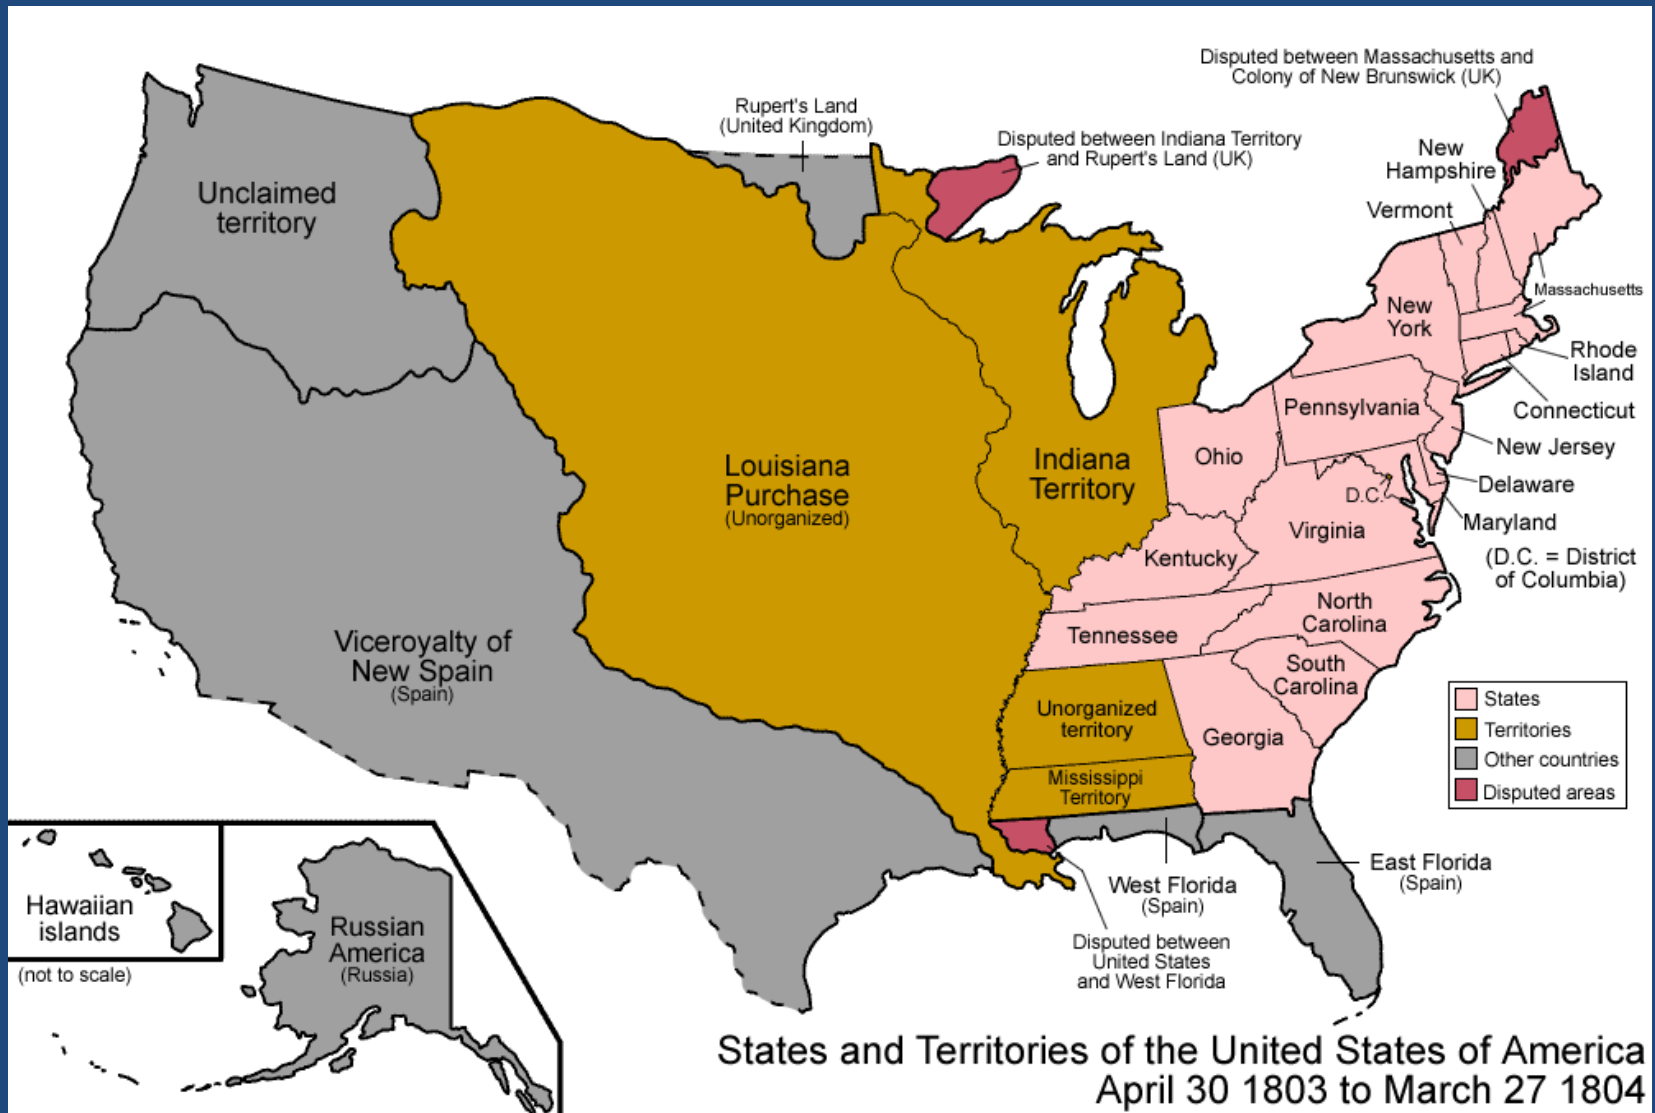 Disputed between Massachusetts and
Colony of New Brunswick (UK)
Rupert's Land
(United Kingdom)
Disputed between Indiana Territory
and Rupert's Land (UK)
New
Hampshire
Vermont
Unclaimed
territory
Massachusetts
New
York
Rhode
Island
Connecticut
Pennsylvania
New Jersey
Ohio
Indiana
Territory
Louisiana
Purchase
(Unorganized)
Delaware
D.C.
Maryland
Virginia
(D.C. = District
of Columbia)
Kentucky
North
Carolina
Tennessee
Viceroyalty of
New Spain
(Spain)
South
Carolina
Unorganized
territory
Georgia
Mississippi
Territory
States
Territories
Other countries
Disputed areas
East Florida
(Spain)
West Florida
(Spain)
Disputed between
United States
and West Florida
Hawaiian
islands
(not to scale)
Russian
America
(Russia)
States and Territories of the United States of America
April 30 1803 to March 27 1804